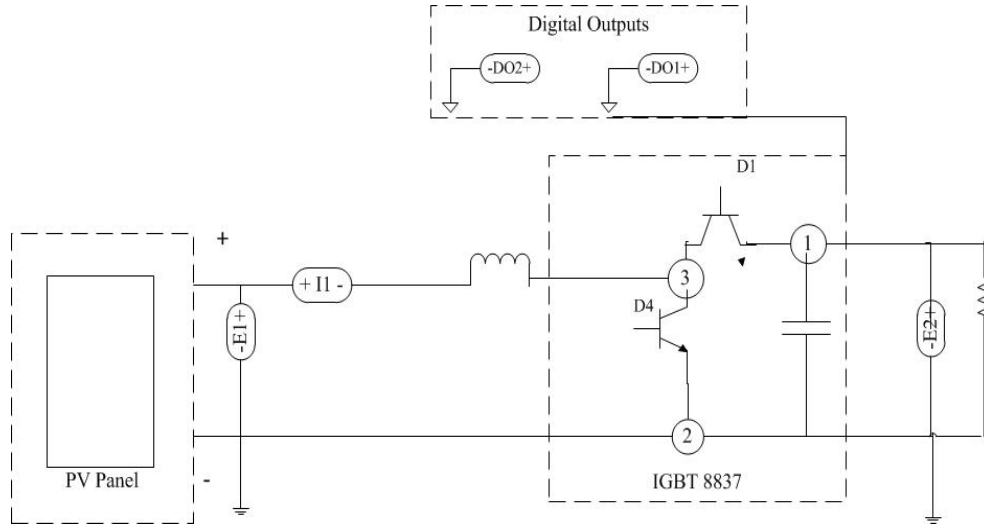 Digital Outputs
-DO2+
-DO1+
D1
+
1
+ I1 -
3
D4
-E1+
-E2+
2
PV Panel
-
IGBT 8837